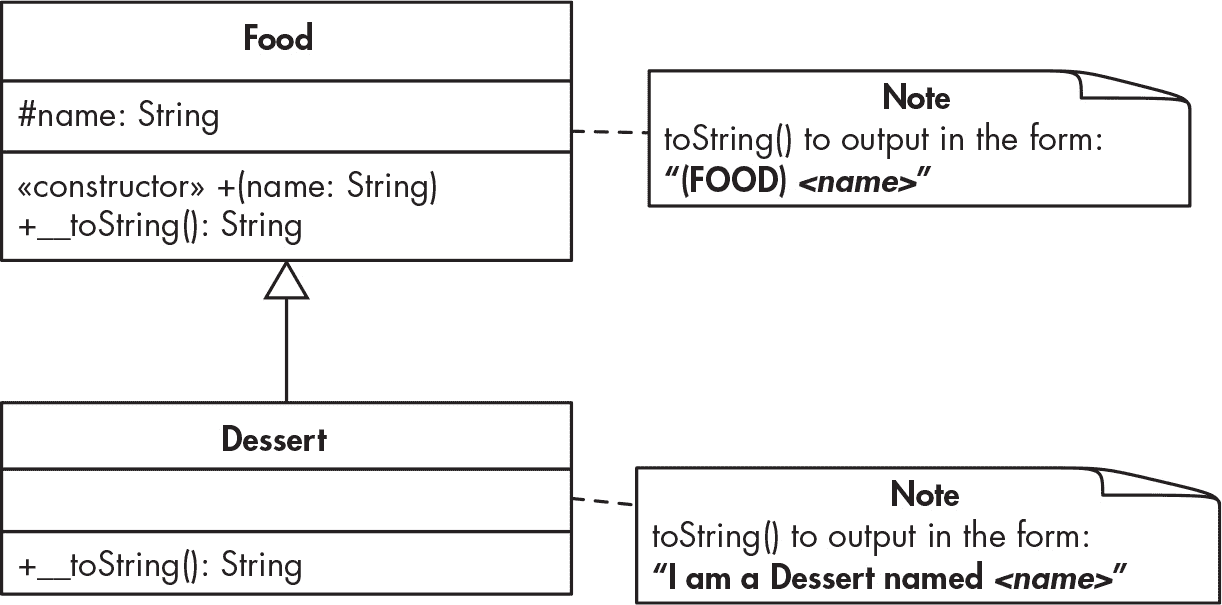 Food
#name: String
«constructor» +(name: String)
+__toString(): String
Note
toString() to output in the form:
“(FOOD) <name>”
Dessert
+__toString(): String
Note
toString() to output in the form:
“I am a Dessert named <name>”